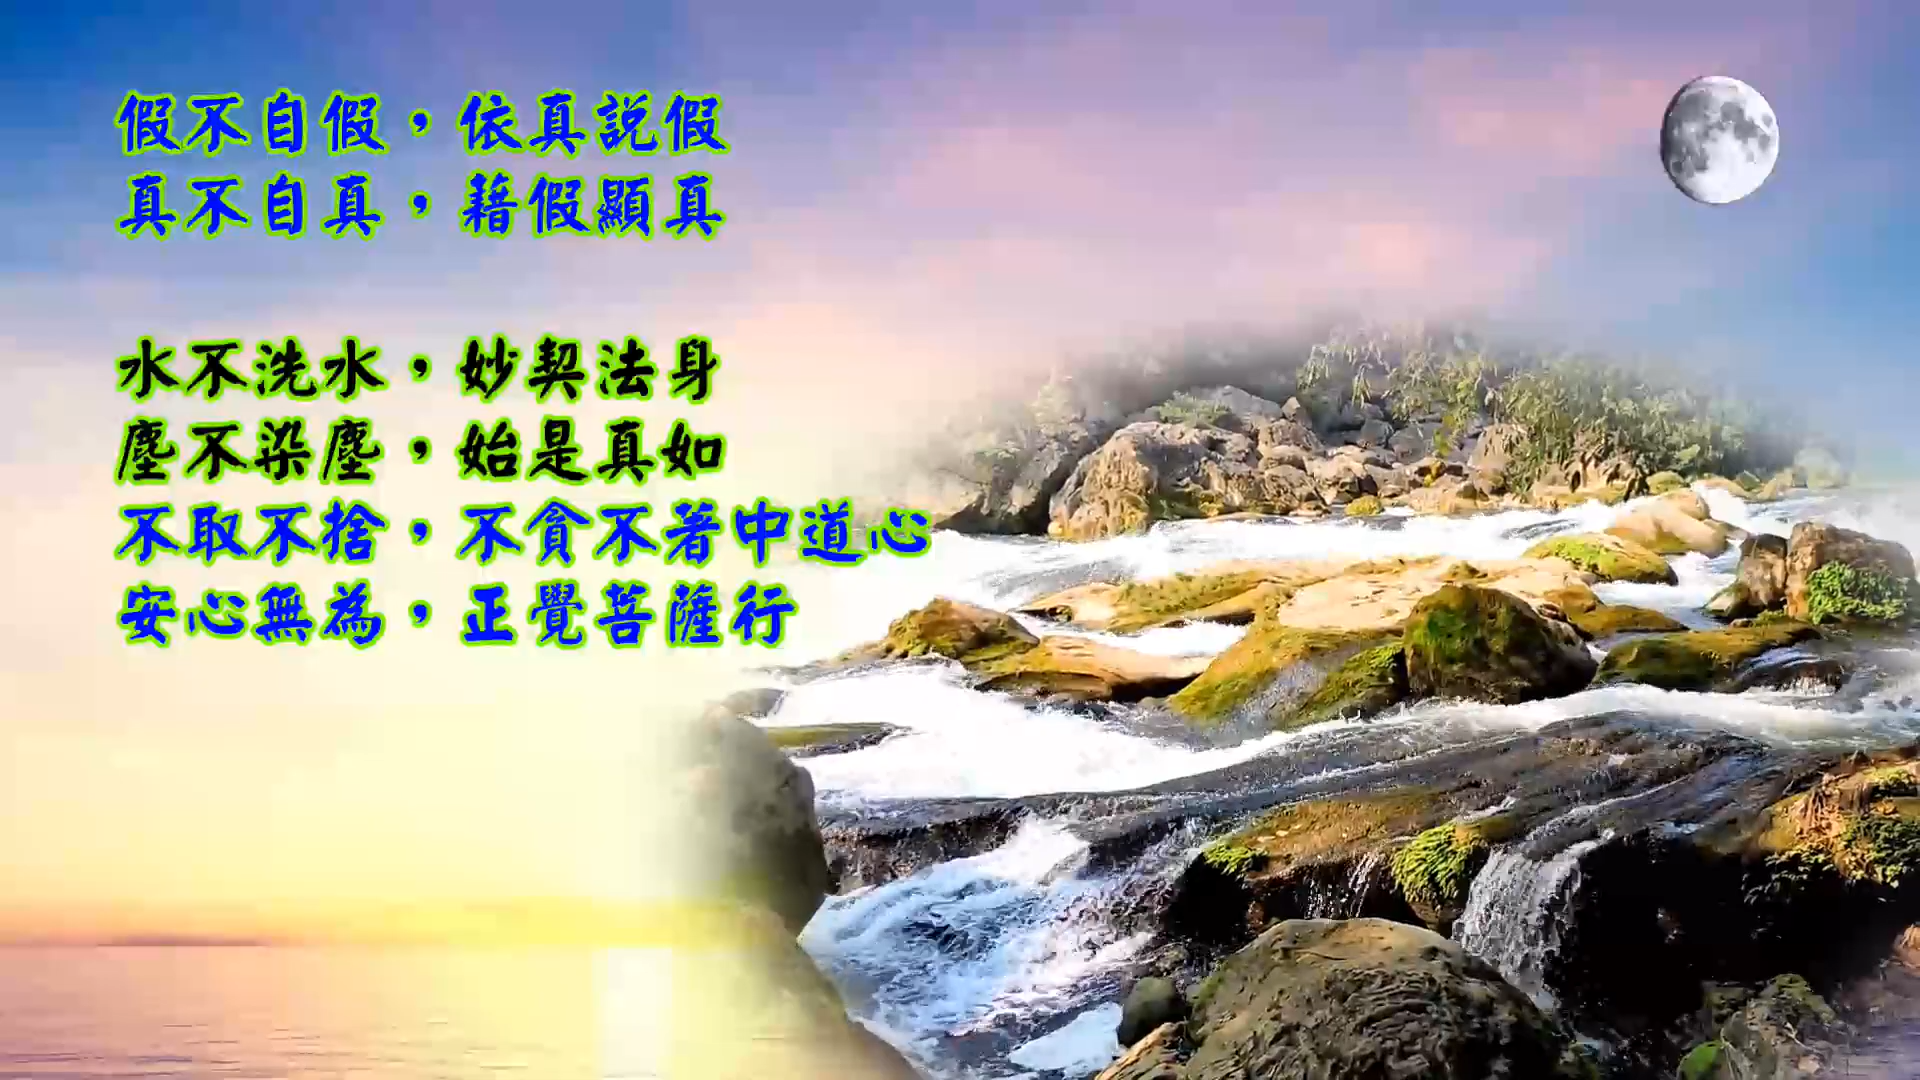 假不自假，依真説假
真不自真，藉假顯真
水不洗水，妙契法身
塵不染塵，始是真如
不取不捨，不貪不著中道心
安心無為，正覺菩薩行